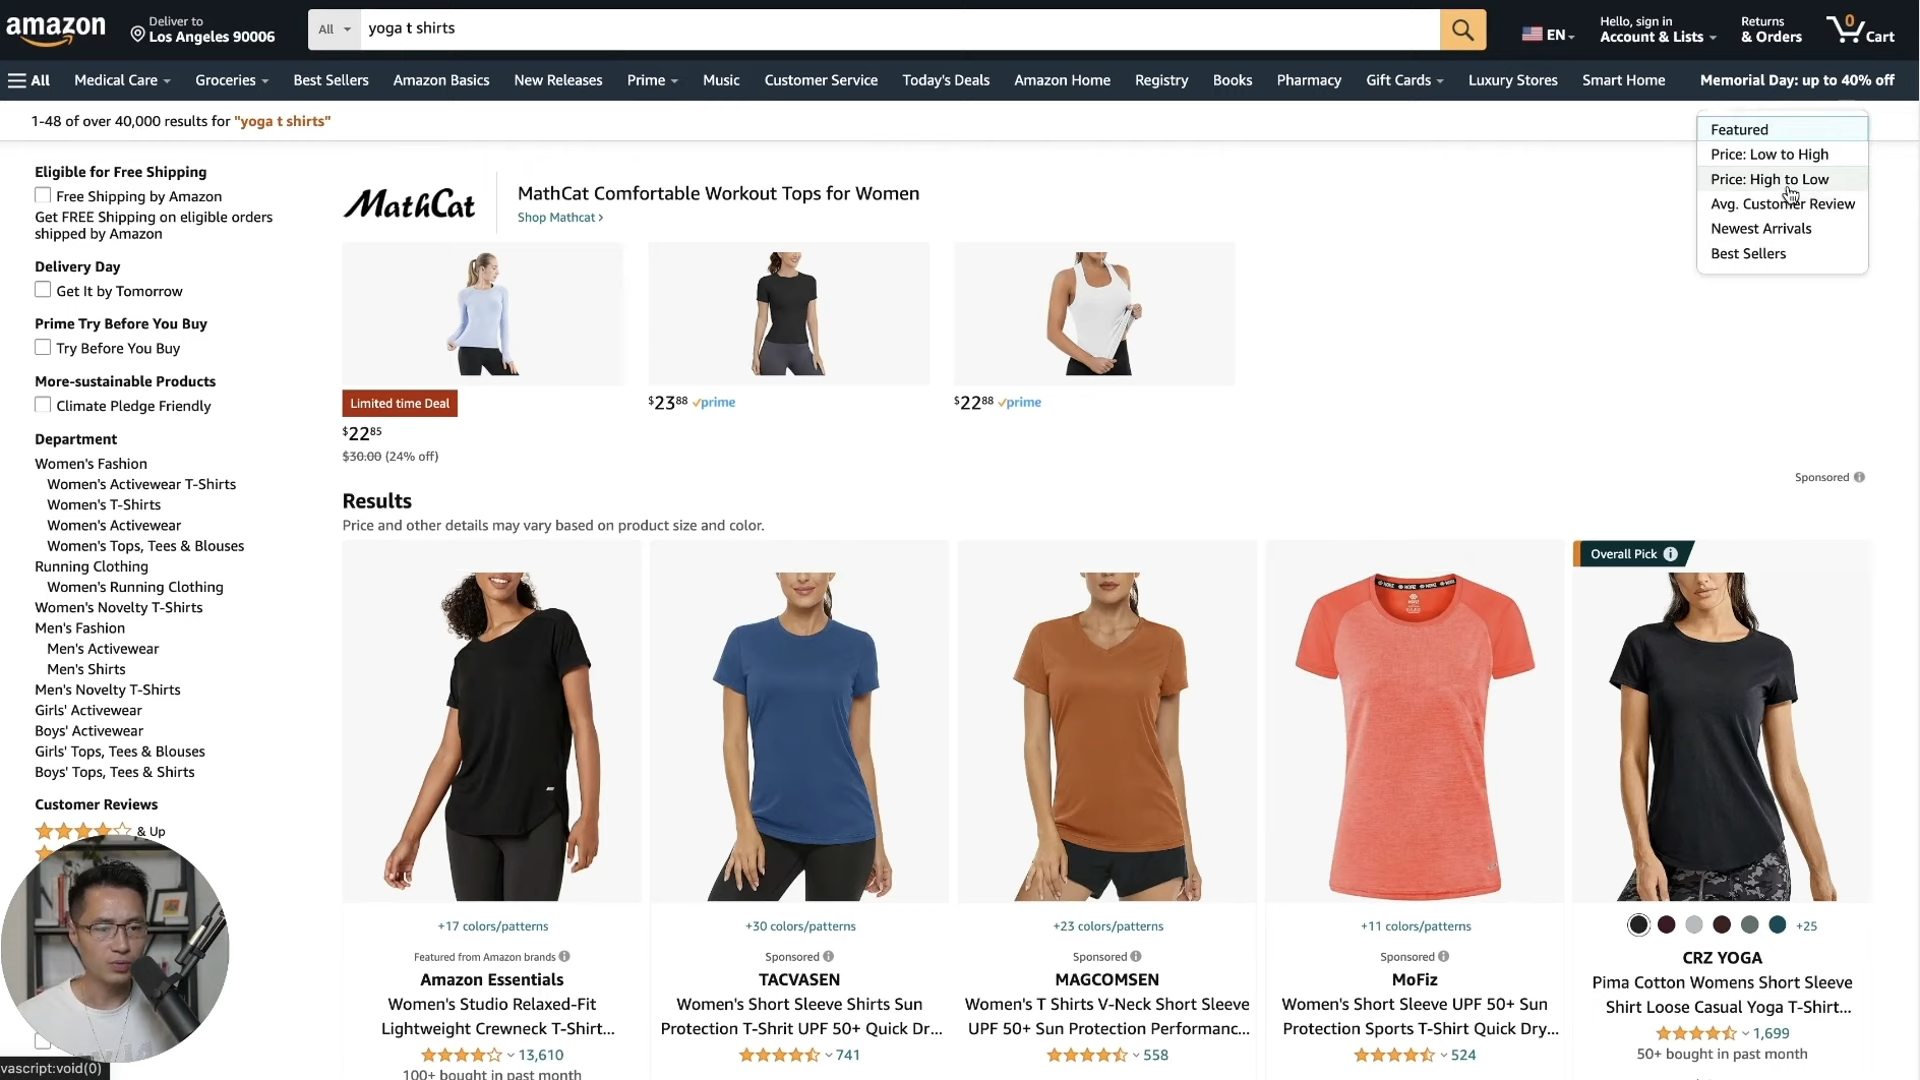 amazon
Deliver to
Los Angeles 90006
All
yoga t shirts
EN
Hello, sign in
Account & Lists
Returns
& Orders
0
Cart
All
Medical Care
Groceries
Best Sellers
Amazon Basics
New Releases
Prime
Music
Customer Service
Today's Deals
Amazon Home
Registry
Books
Pharmacy
Gift Cards
Luxury Stores
Smart Home
Memorial Day: up to 40% off
1-48 of over 40,000 results for "yoga t shirts"
Featured
Price: Low to High
Price: High to Low
Avg. Customer Review
Newest Arrivals
Best Sellers
Eligible for Free Shipping
Free Shipping by Amazon
Get FREE Shipping on eligible orders
shipped by Amazon
Delivery Day
Get It by Tomorrow
Prime Try Before You Buy
Try Before You Buy
More-sustainable Products
Climate Pledge Friendly
Department
Women's Fashion
Women's Activewear T-Shirts
Women's T-Shirts
Women's Activewear
Women's Tops, Tees & Blouses
Running Clothing
Women's Running Clothing
Women's Novelty T-Shirts
Men's Fashion
Men's Activewear
Men's Shirts
Men's Novelty T-Shirts
Girls' Activewear
Boys' Activewear
Girls' Tops, Tees & Blouses
Boys' Tops, Tees & Shirts
Customer Reviews
& Up
vascript:void(0)
MathCat
MathCat Comfortable Workout Tops for Women
Shop Mathcat ›
Limited time Deal
$22 85
$30.00 (24% off)
$23 88 prime
$22 88 prime
Sponsored
Results
Price and other details may vary based on product size and color.
+17 colors/patterns
Featured from Amazon brands
Amazon Essentials
Women's Studio Relaxed-Fit
Lightweight Crewneck T-Shirt...
13,610
100+ bought in past month
+30 colors/patterns
Sponsored
TACVASEN
Women's Short Sleeve Shirts Sun
Protection T-Shrit UPF 50+ Quick Dr...
741
+23 colors/patterns
Sponsored
MAGCOMSEN
Women's T Shirts V-Neck Short Sleeve
UPF 50+ Sun Protection Performanc...
558
+11 colors/patterns
Sponsored
MoFiz
Women's Short Sleeve UPF 50+ Sun
Protection Sports T-Shirt Quick Dry...
524
Overall Pick
+25
CRZ YOGA
Pima Cotton Womens Short Sleeve
Shirt Loose Casual Yoga T-Shirt...
1,699
50+ bought in past month